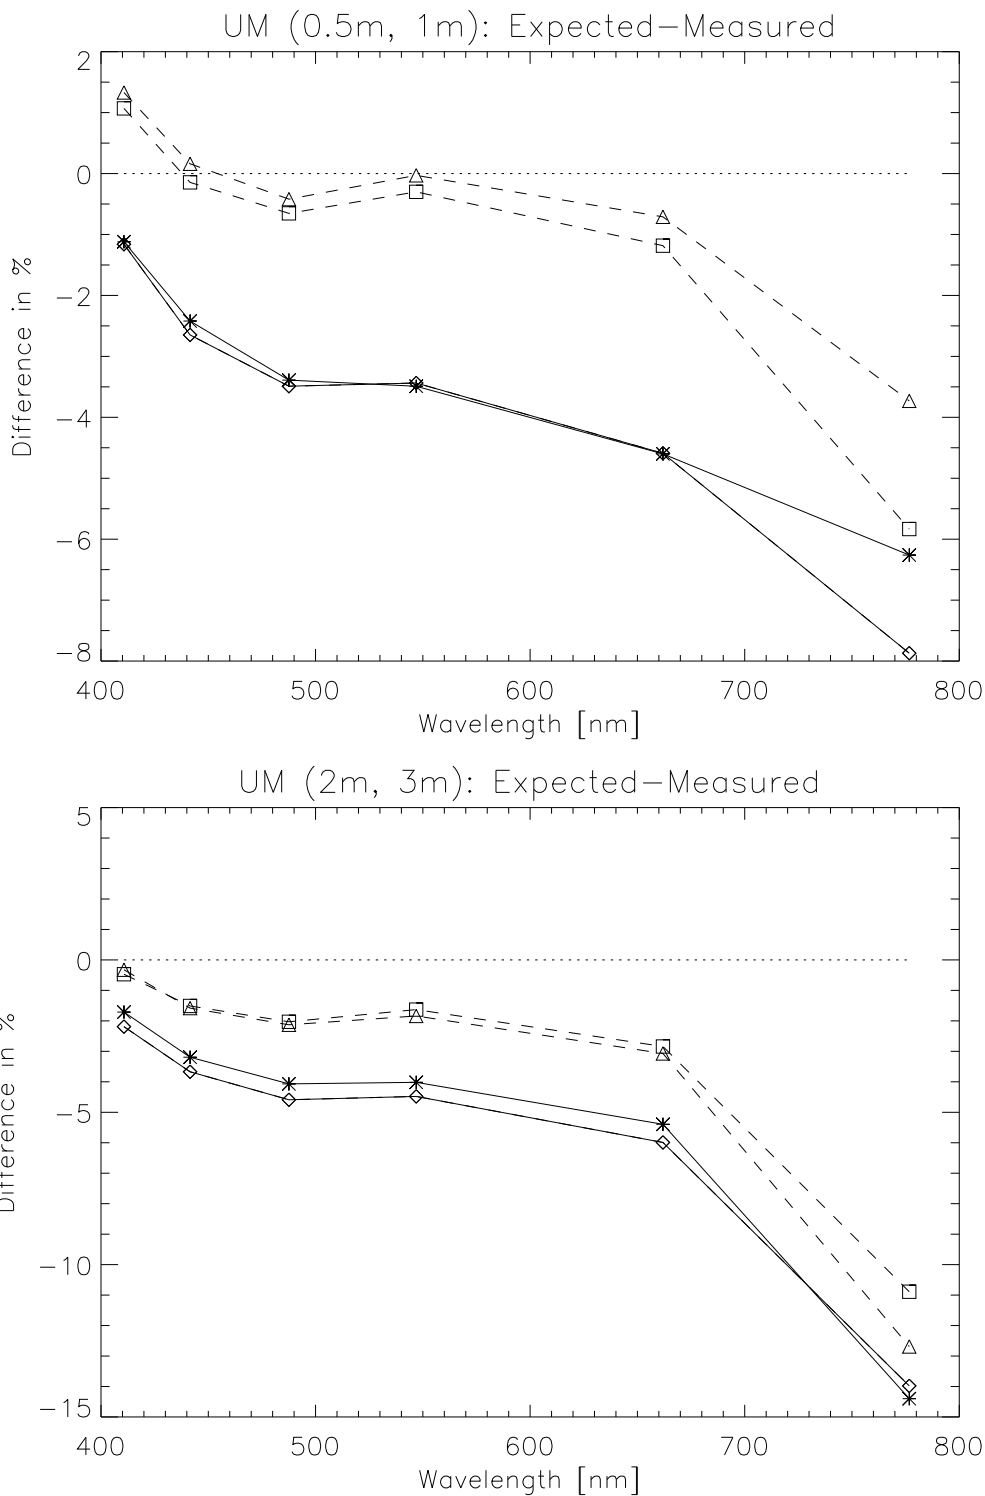 UM (0.5m, 1m): Expected−Measured
2
0
−2
−4
−6
−8
Difference in %
400 500 600 700 800
Wavelength [nm]
UM (2m, 3m): Expected−Measured
5
0
−5
−10
−15
Difference in %
400 500 600 700 800
Wavelength [nm]